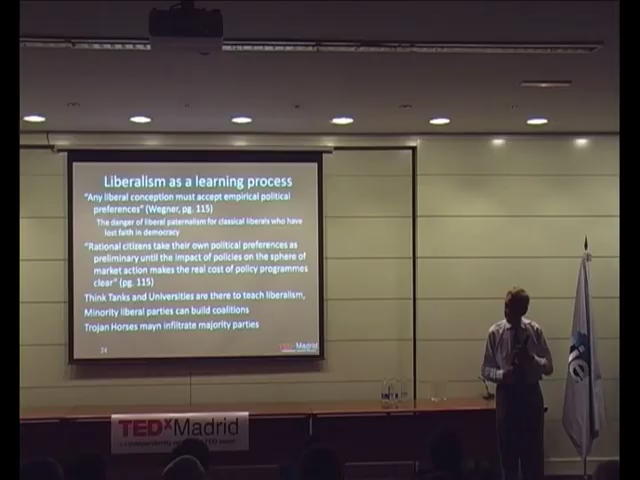 Liberalism as a learning process
"Any liberal conception must accept empirical political
preferences" (Wegner, pg. 115)
The danger of liberal paternalism for classical liberals who have
lost faith in democracy
"Rational citizens take their own political preferences as
preliminary until the impact of policies on the sphere of
market action makes the real cost of policy programmes
clear" (pg. 115)
Think Tanks and Universities are there to teach liberalism,
Minority liberal parties can build coalitions
Trojan Horses mayn infiltrate majority parties
24
TEDxMadrid
TEDxMadrid
independently TED event
ie